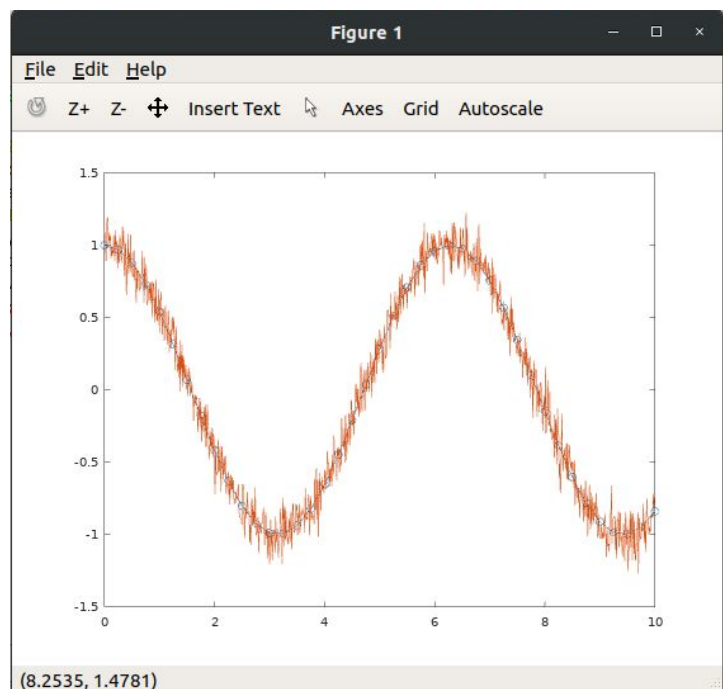 Figure 1
File Edit Help
Z+ Z- Insert Text Axes Grid Autoscale
1.5
1
0.5
0
-0.5
-1
-1.5
0 2 4 6 8 10
(8.2535, 1.4781)